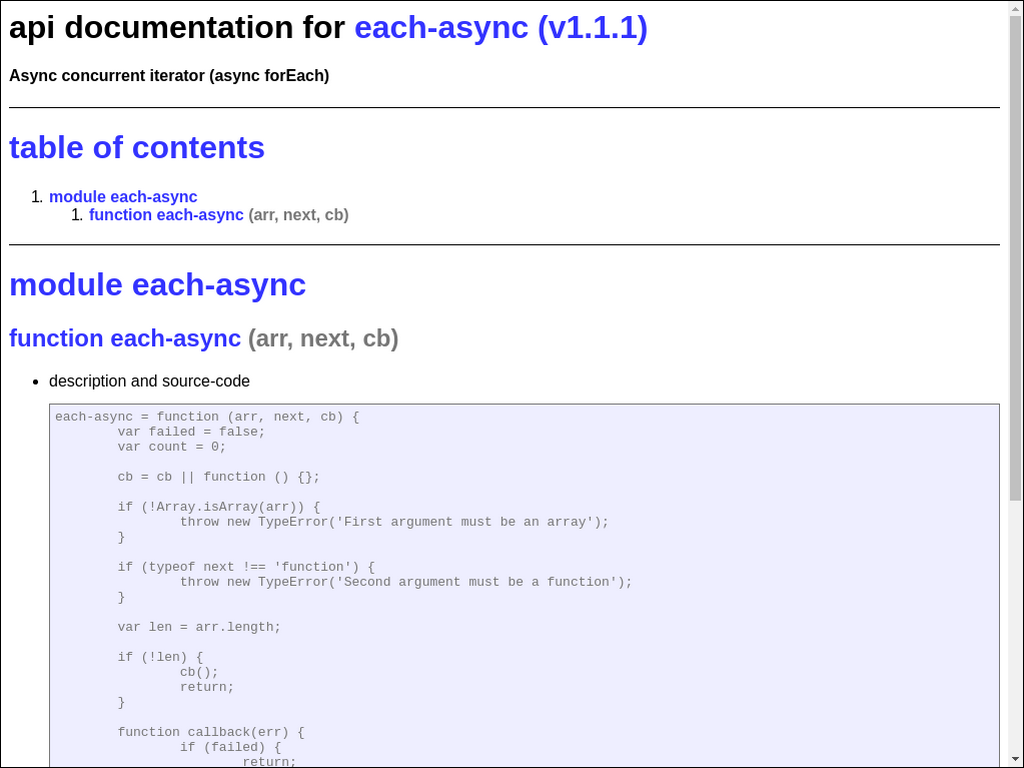 api documentation for each-async (v1.1.1)
Async concurrent iterator (async forEach)
table of contents
1. module each-async
1. function each-async (arr, next, cb)
module each-async
function each-async (arr, next, cb)
• description and source-code
each-async = function (arr, next, cb) {
        var failed = false;
        var count = 0;

        cb = cb || function () {};

        if (!Array.isArray(arr)) {
                throw new TypeError('First argument must be an array');
        }

        if (typeof next !== 'function') {
                throw new TypeError('Second argument must be a function');
        }

        var len = arr.length;

        if (!len) {
                cb();
                return;
        }

        function callback(err) {
                if (failed) {
                        return;